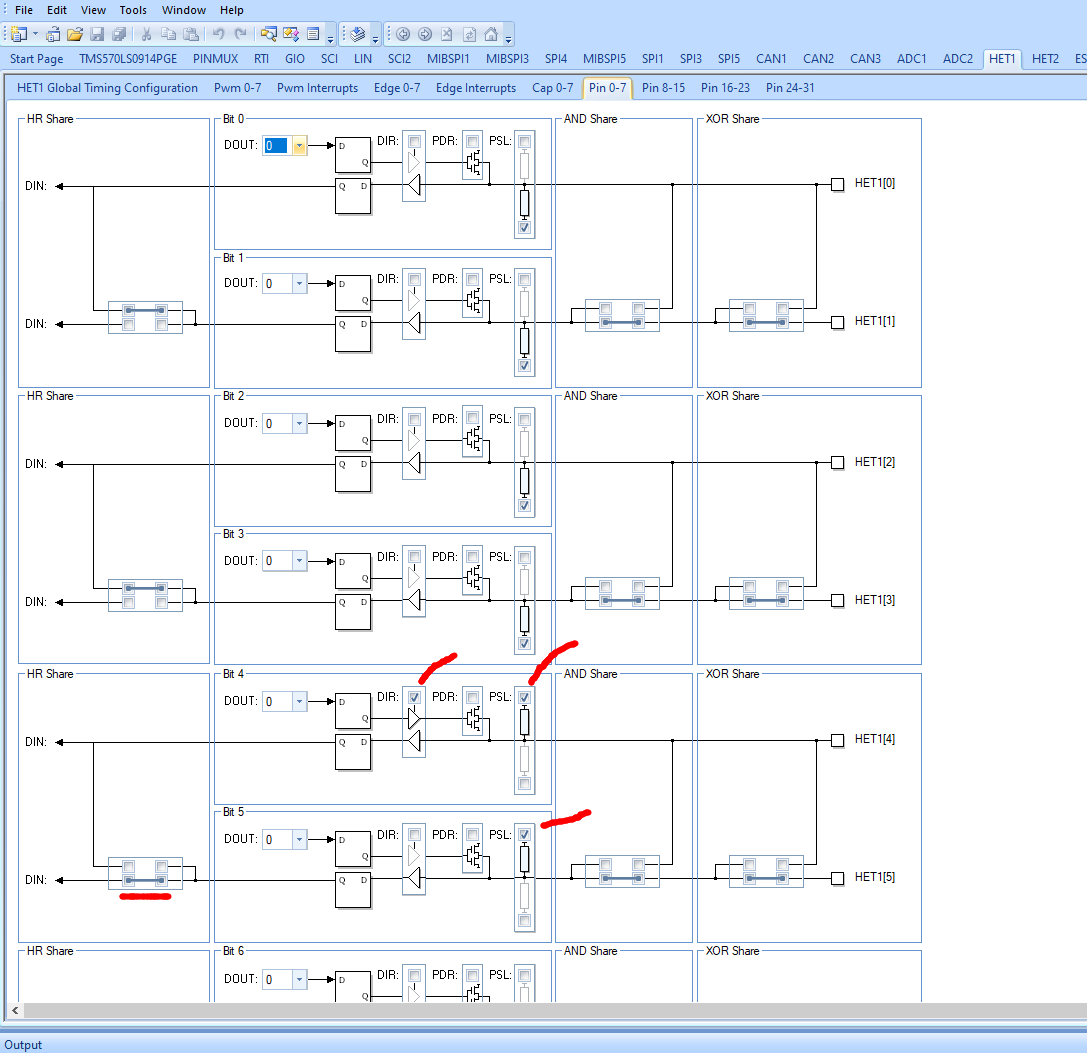 File Edit View Tools Window Help
Start Page TMS570LS0914PGE PINMUX RTI GIO SCI LIN SCI2 MIBSPI1 MIBSPI3 SPI4 MIBSPI5 SPI1 SPI3 SPI5 CAN1 CAN2 CAN3 ADC1 ADC2 HET1 HET2 ES
HET1 Global Timing Configuration Pwm 0-7 Pwm Interrupts Edge 0-7 Edge Interrupts Cap 0-7 Pin 0-7 Pin 8-15 Pin 16-23 Pin 24-31
HR Share Bit 0 AND Share XOR Share
DOUT: 0 D Q DIR: PDR: PSL:
DIN: Q D HET1[0]
Bit 1
DOUT: 0 D Q DIR: PDR: PSL:
DIN: Q D HET1[1]
HR Share Bit 2 AND Share XOR Share
DOUT: 0 D Q DIR: PDR: PSL:
DIN: Q D HET1[2]
Bit 3
DOUT: 0 D Q DIR: PDR: PSL:
DIN: Q D HET1[3]
HR Share Bit 4 AND Share XOR Share
DOUT: 0 D Q DIR: PDR: PSL:
DIN: Q D HET1[4]
Bit 5
DOUT: 0 D Q DIR: PDR: PSL:
DIN: Q D HET1[5]
HR Share Bit 6 AND Share XOR Share
DOUT: 0 D Q DIR: PDR: PSL:
Output